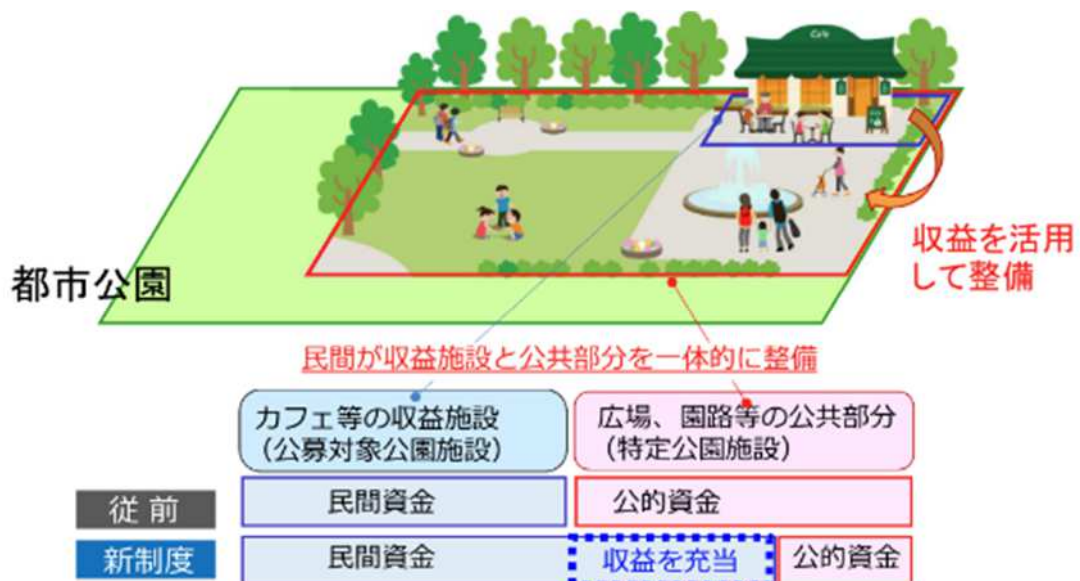 Cafe
収益を活用
して整備
都市公園
民間が収益施設と公共部分を一体的に整備
カフェ等の収益施設
(公募対象公園施設)
広場、園路等の公共部分
(特定公園施設)
従 前
民間資金
公的資金
新制度
民間資金
収益を充当
公的資金